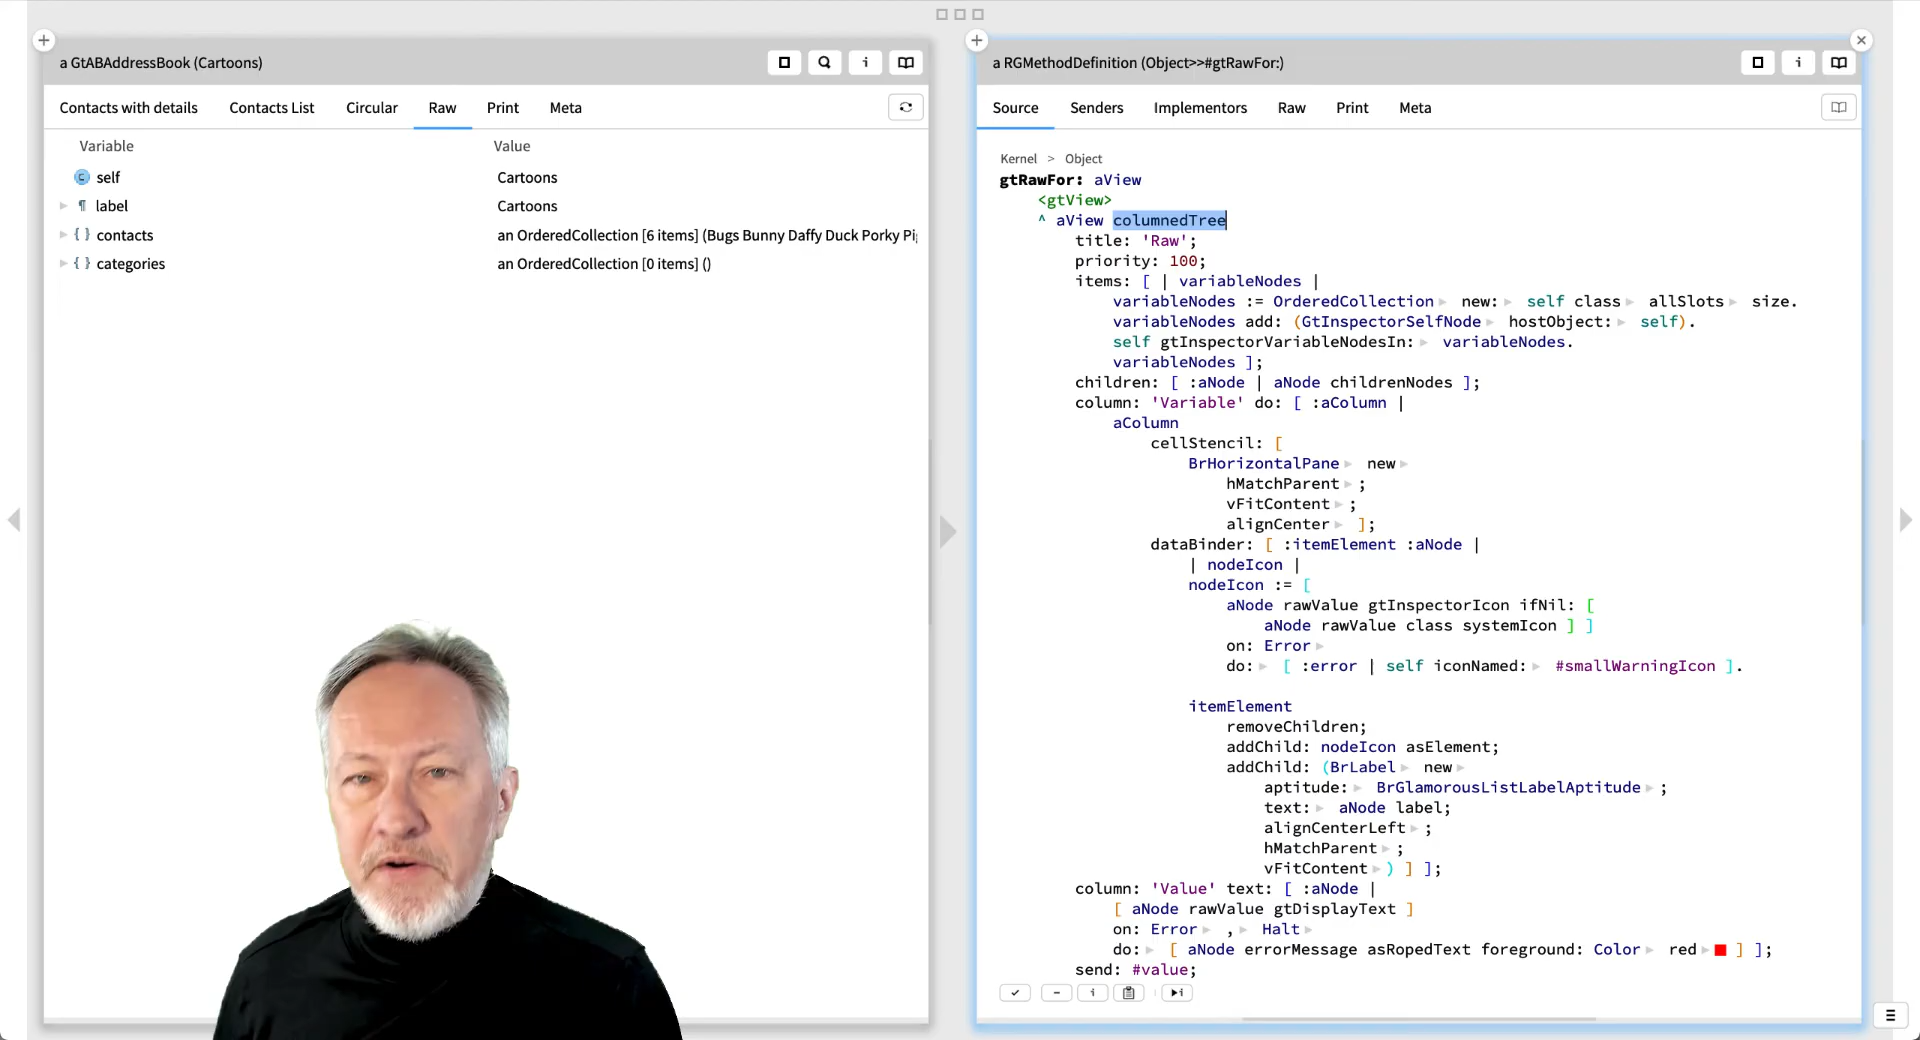 a GtABAddressBook (Cartoons)
Contacts with details Contacts List Circular Raw Print Meta
Variable Value
self Cartoons
label Cartoons
contacts an OrderedCollection [6 items] (Bugs Bunny Daffy Duck Porky Pi
categories an OrderedCollection [0 items] ()
a RGMethodDefinition (Object>>#gtRawFor:)
Source Senders Implementors Raw Print Meta
Kernel > Object
gtRawFor: aView
<gtView>
^ aView columnedTree
title: 'Raw';
priority: 100;
items: [ | variableNodes |
variableNodes := OrderedCollection new: self class allSlots size.
variableNodes add: (GtInspectorSelfNode hostObject: self).
self gtInspectorVariableNodesIn: variableNodes.
variableNodes ];
children: [ :aNode | aNode childrenNodes ];
column: 'Variable' do: [ :aColumn |
aColumn
cellStencil: [
BrHorizontalPane new
hMatchParent ;
vFitContent ;
alignCenter ];
dataBinder: [ :itemElement :aNode |
| nodeIcon |
nodeIcon := [
aNode rawValue gtInspectorIcon ifNil: [
aNode rawValue class systemIcon ] ]
on: Error
do: [ :error | self iconNamed: #smallWarningIcon ].
itemElement
removeChildren;
addChild: nodeIcon asElement;
addChild: (BrLabel new
aptitude: BrGlamorousListLabelAptitude ;
text: aNode label;
alignCenterLeft ;
hMatchParent ;
vFitContent ) ] ];
column: 'Value' text: [ :aNode |
[ aNode rawValue gtDisplayText ]
on: Error , Halt
do: [ aNode errorMessage asRopedText foreground: Color red ] ];
send: #value;